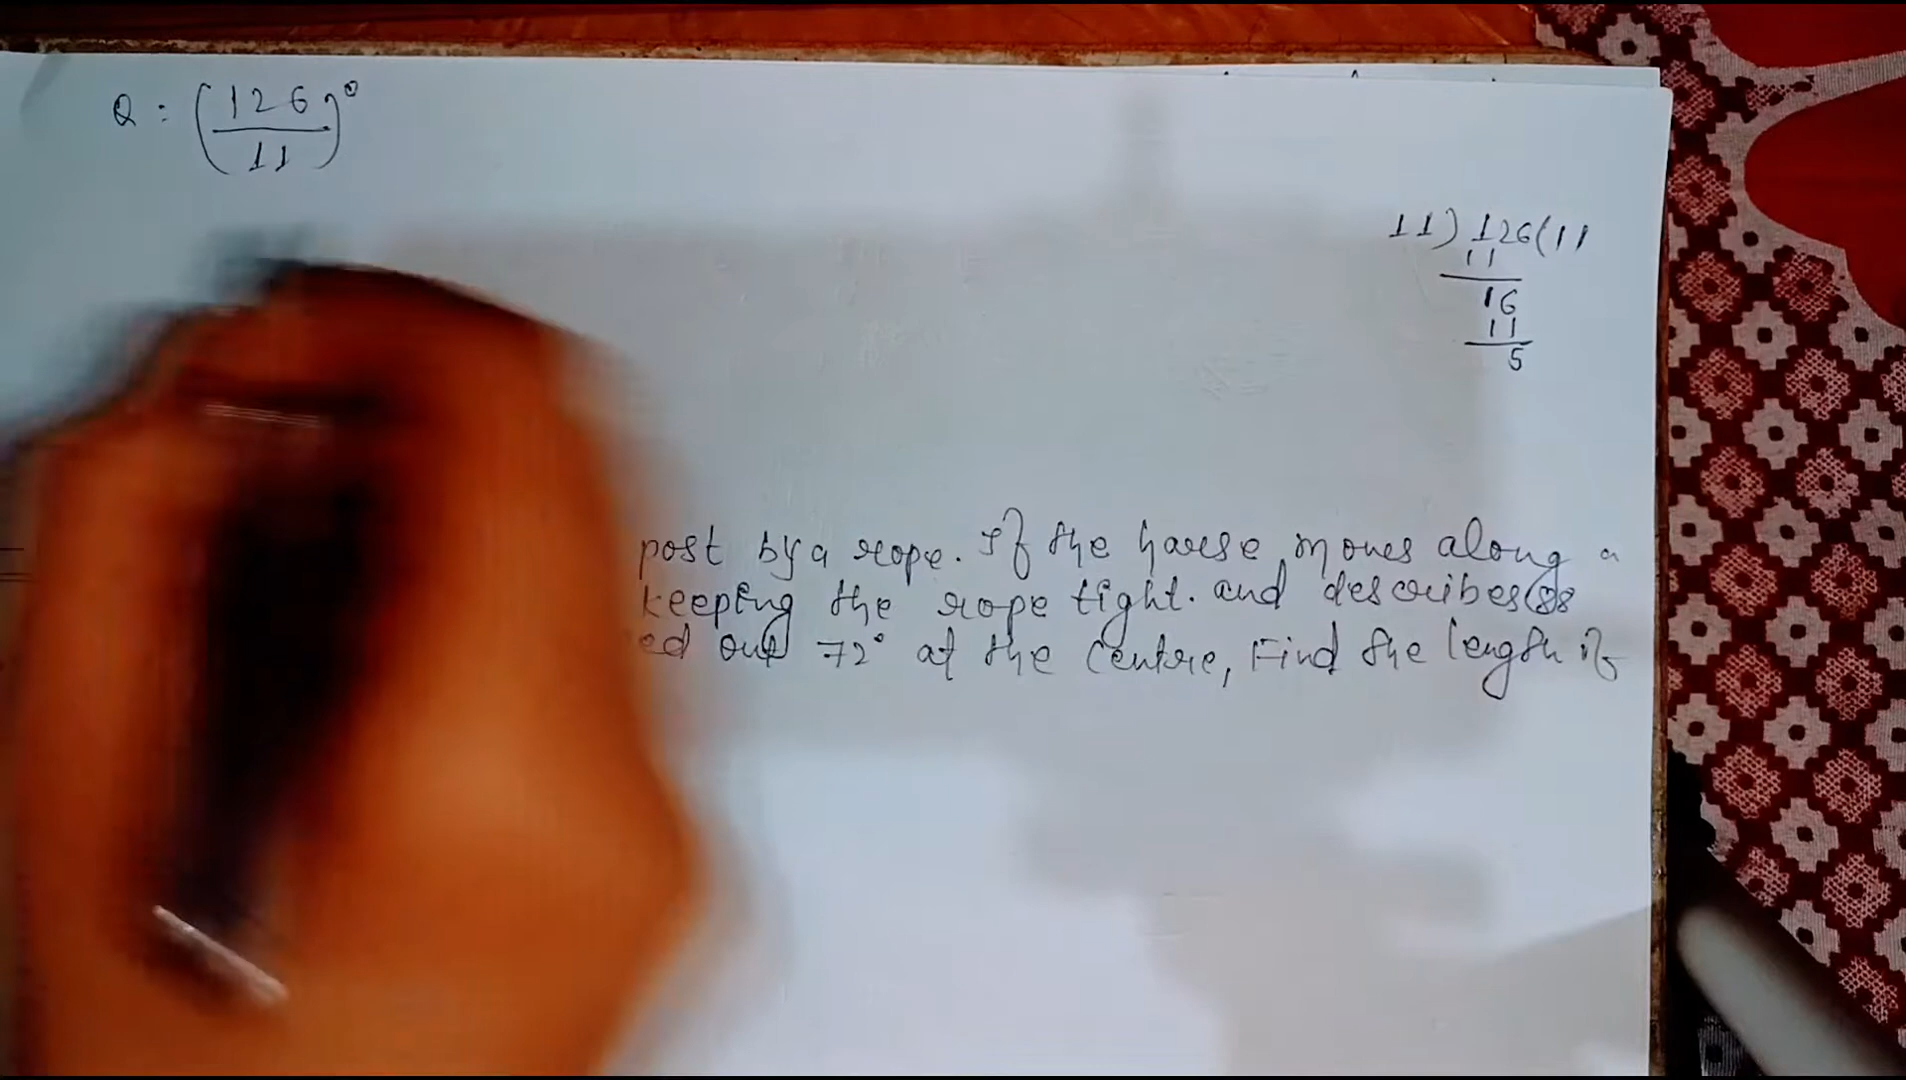 Q : (126/11)°
11) 126(11
11
16
11
5
post by a rope. If the horse moves along a
keeping the rope tight. and describes 88
ed out 72° at the centre, Find the length of